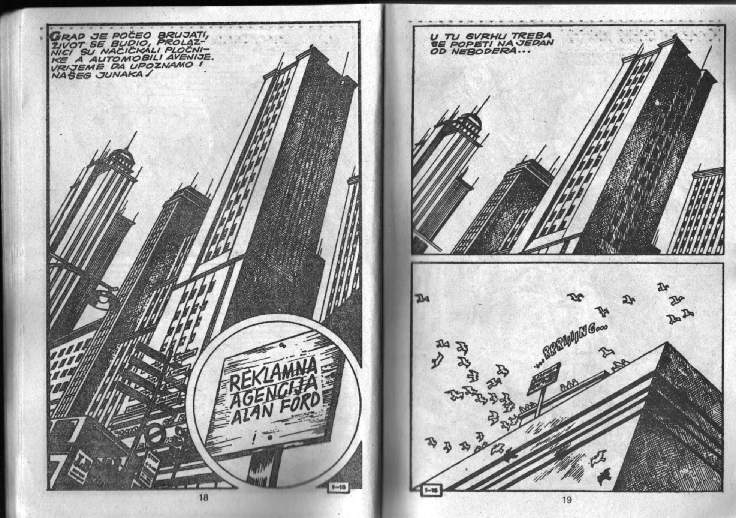 GRAD JE POČEO BRUJATI,
ŽIVOT SE BUDIO, PROLAZ-
NICI SU NAČIČKALI PLOČNI-
KE A AUTOMOBILI AVENIJE.
VRIJEME DA UPOZNAMO I
NAŠEG JUNAKA!
REKLAMNA
AGENCIJA
ALAN FORD
18
U TU SVRHU TREBA
SE POPETI NA JEDAN
OD NEBODERA...
19